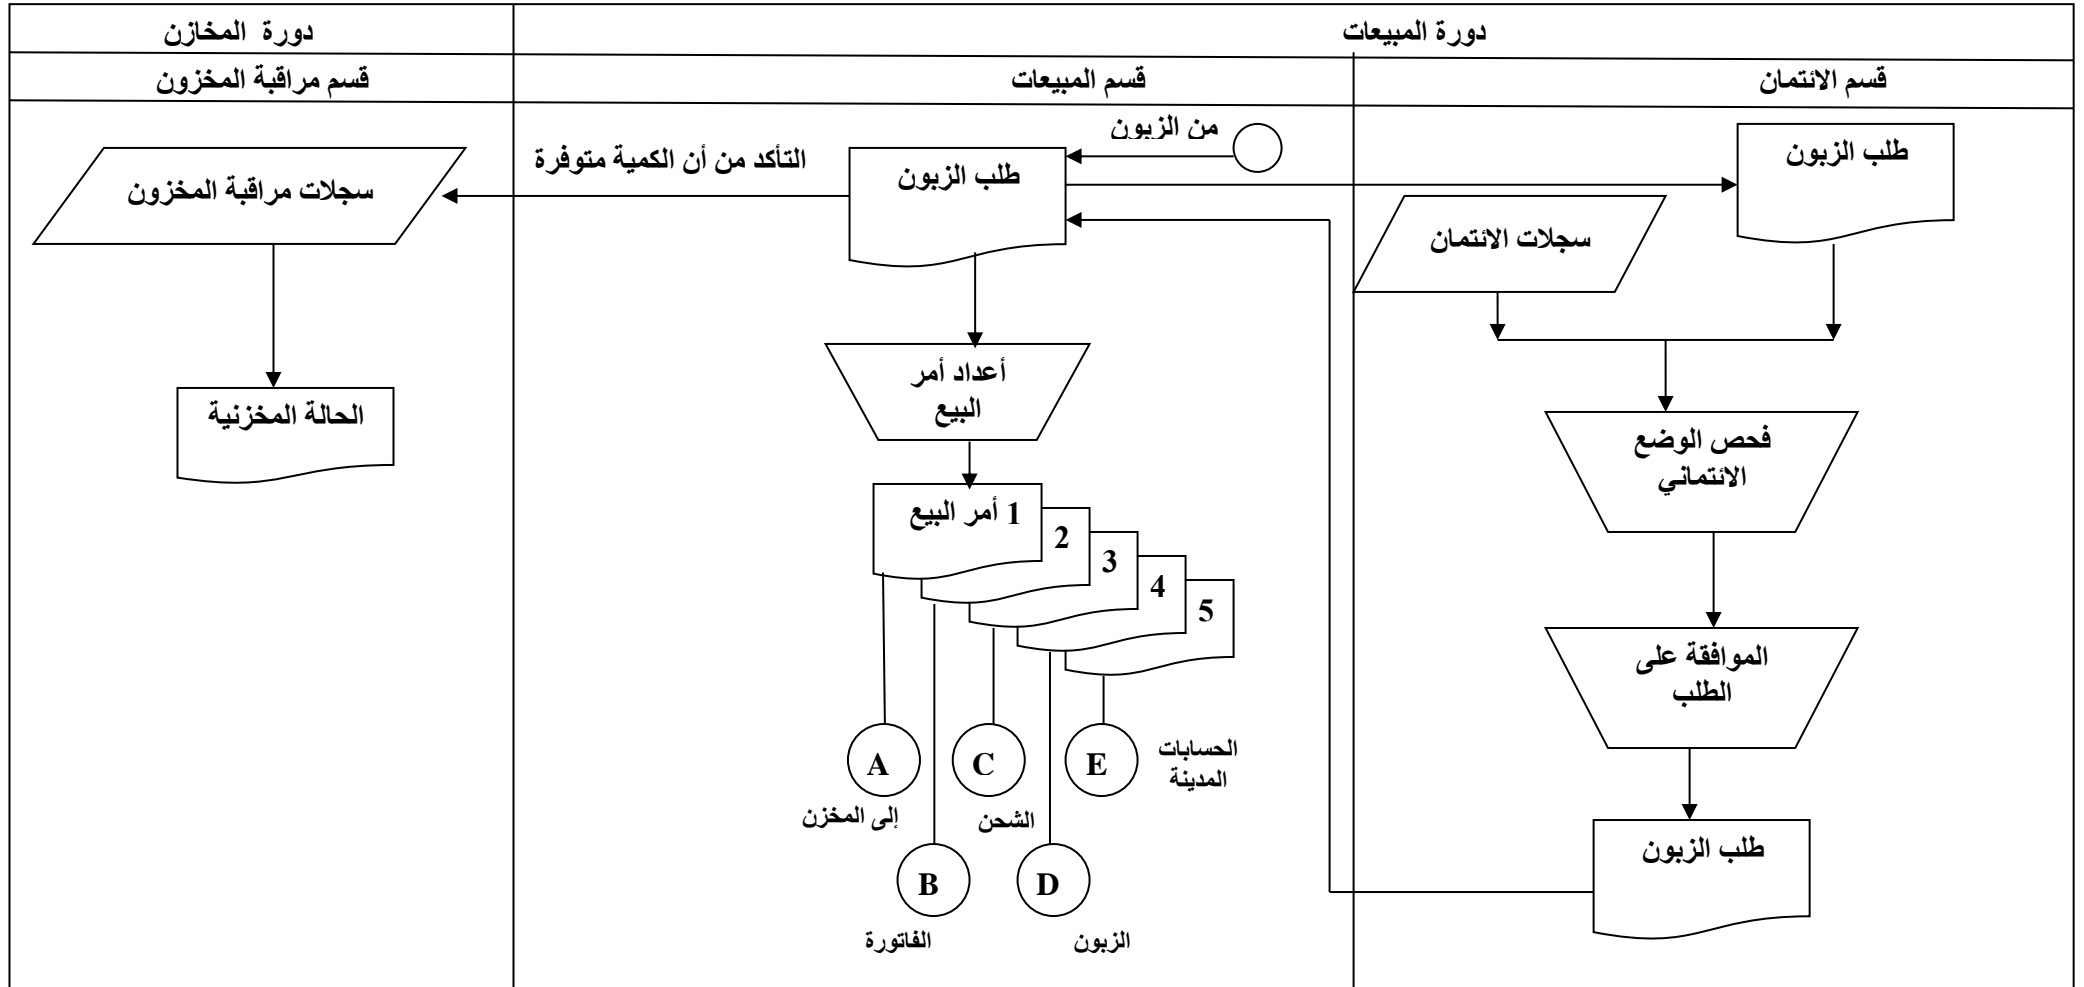 دورة المبيعات
دورة المخازن
قسم الائتمان
قسم المبيعات
قسم مراقبة المخزون
طلب الزبون
سجلات الائتمان
فحص الوضع
الائتماني
الموافقة على
الطلب
طلب الزبون
من الزبون
طلب الزبون
التأكد من أن الكمية متوفرة
أعداد أمر
البيع
1 أمر البيع
2
3
4
5
A
إلى المخزن
C
الشحن
E
الحسابات
المدينة
B
الفاتورة
D
الزبون
سجلات مراقبة المخزون
الحالة المخزنية